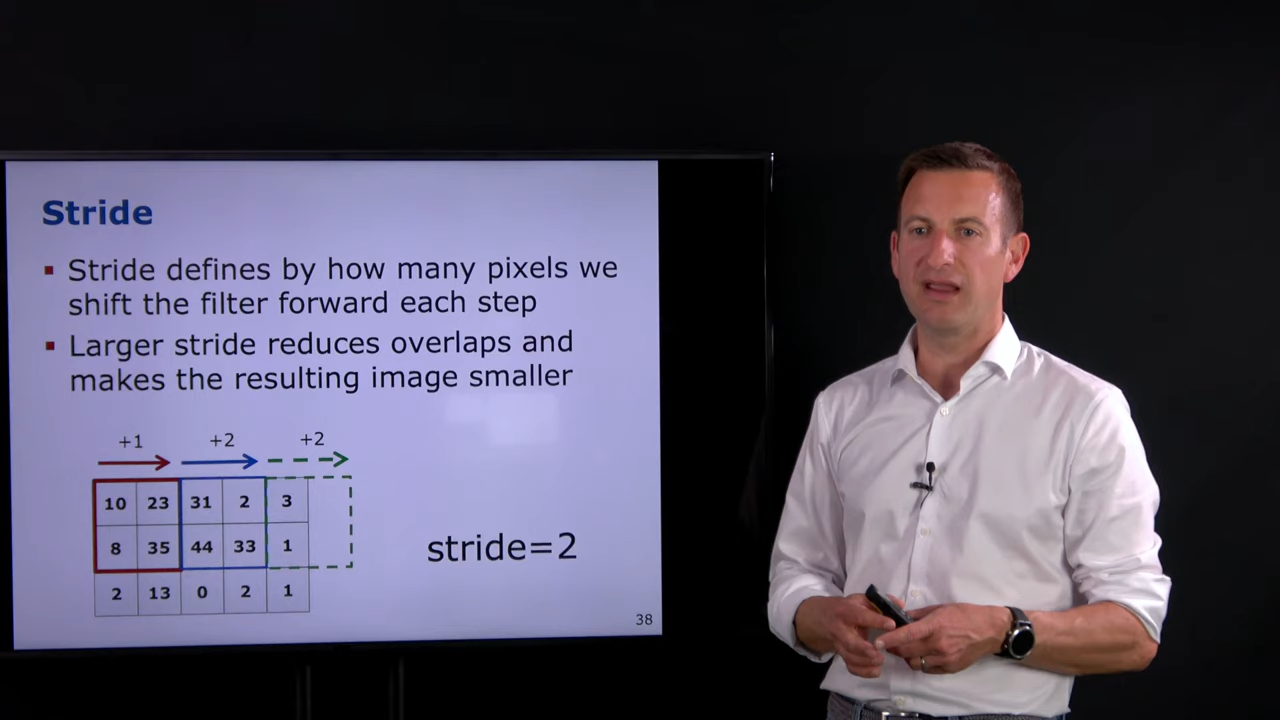 Stride
Stride defines by how many pixels we
shift the filter forward each step
Larger stride reduces overlaps and
makes the resulting image smaller
+1 +2 +2
10 23 31 2 3
8 35 44 33 1
2 13 0 2 1
stride=2
38